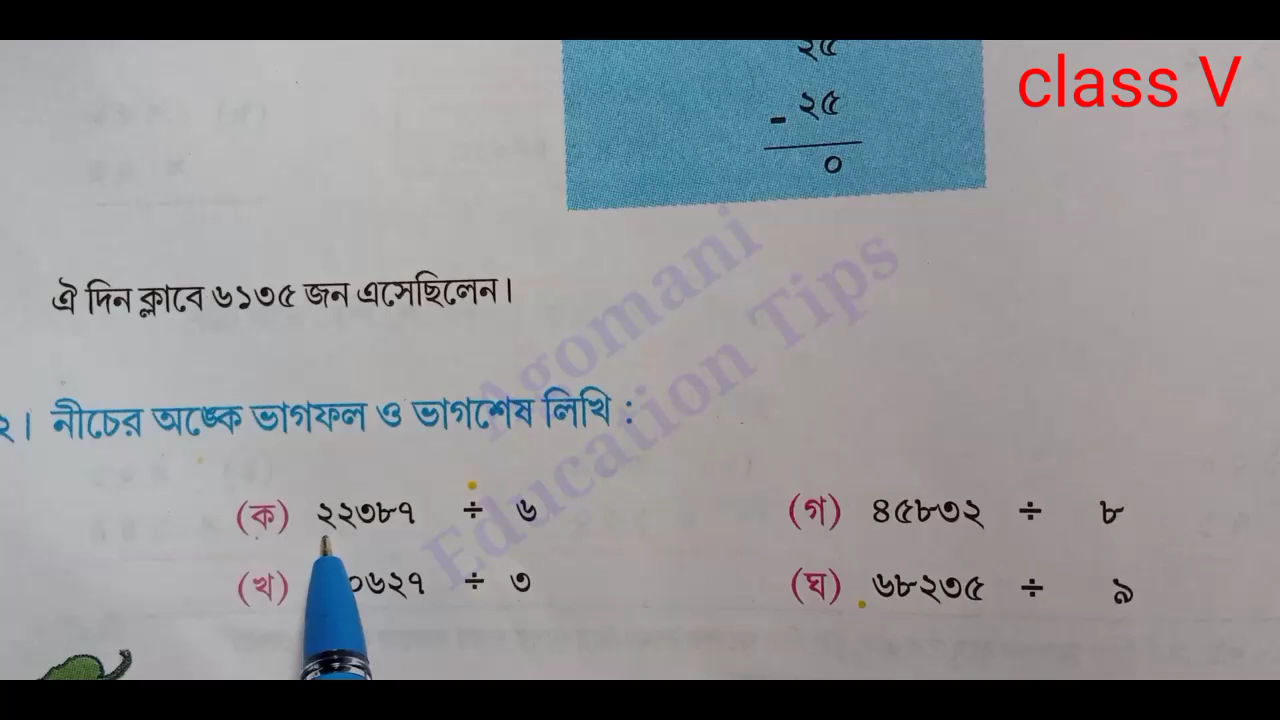 class V
২৫
- ২৫
০
ঐ দিন ক্লাবে ৬১৩৫ জন এসেছিলেন।
২। নীচের অঙ্কে ভাগফল ও ভাগশেষ লিখি :
(ক) ২২৩৮৭ ÷ ৬ (গ) ৪৫৮৩২ ÷ ৮
(খ) ০৬২৭ ÷ ৩ (ঘ) ৬৮২৩৫ ÷ ৯
Agomani
Education Tips